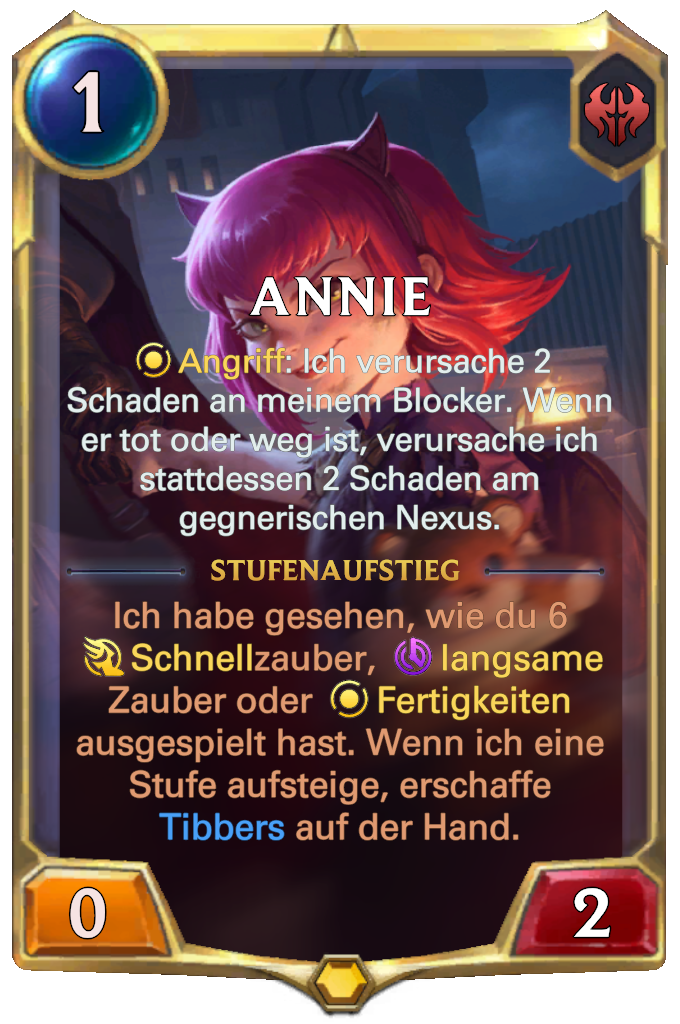 1
ANNIE
Angriff: Ich verursache 2
Schaden an meinem Blocker. Wenn
er tot oder weg ist, verursache ich
stattdessen 2 Schaden am
gegnerischen Nexus.
STUFENAUFSTIEG
Ich habe gesehen, wie du 6
Schnellzauber, langsame
Zauber oder Fertigkeiten
ausgespielt hast. Wenn ich eine
Stufe aufsteige, erschaffe
Tibbers auf der Hand.
0
2